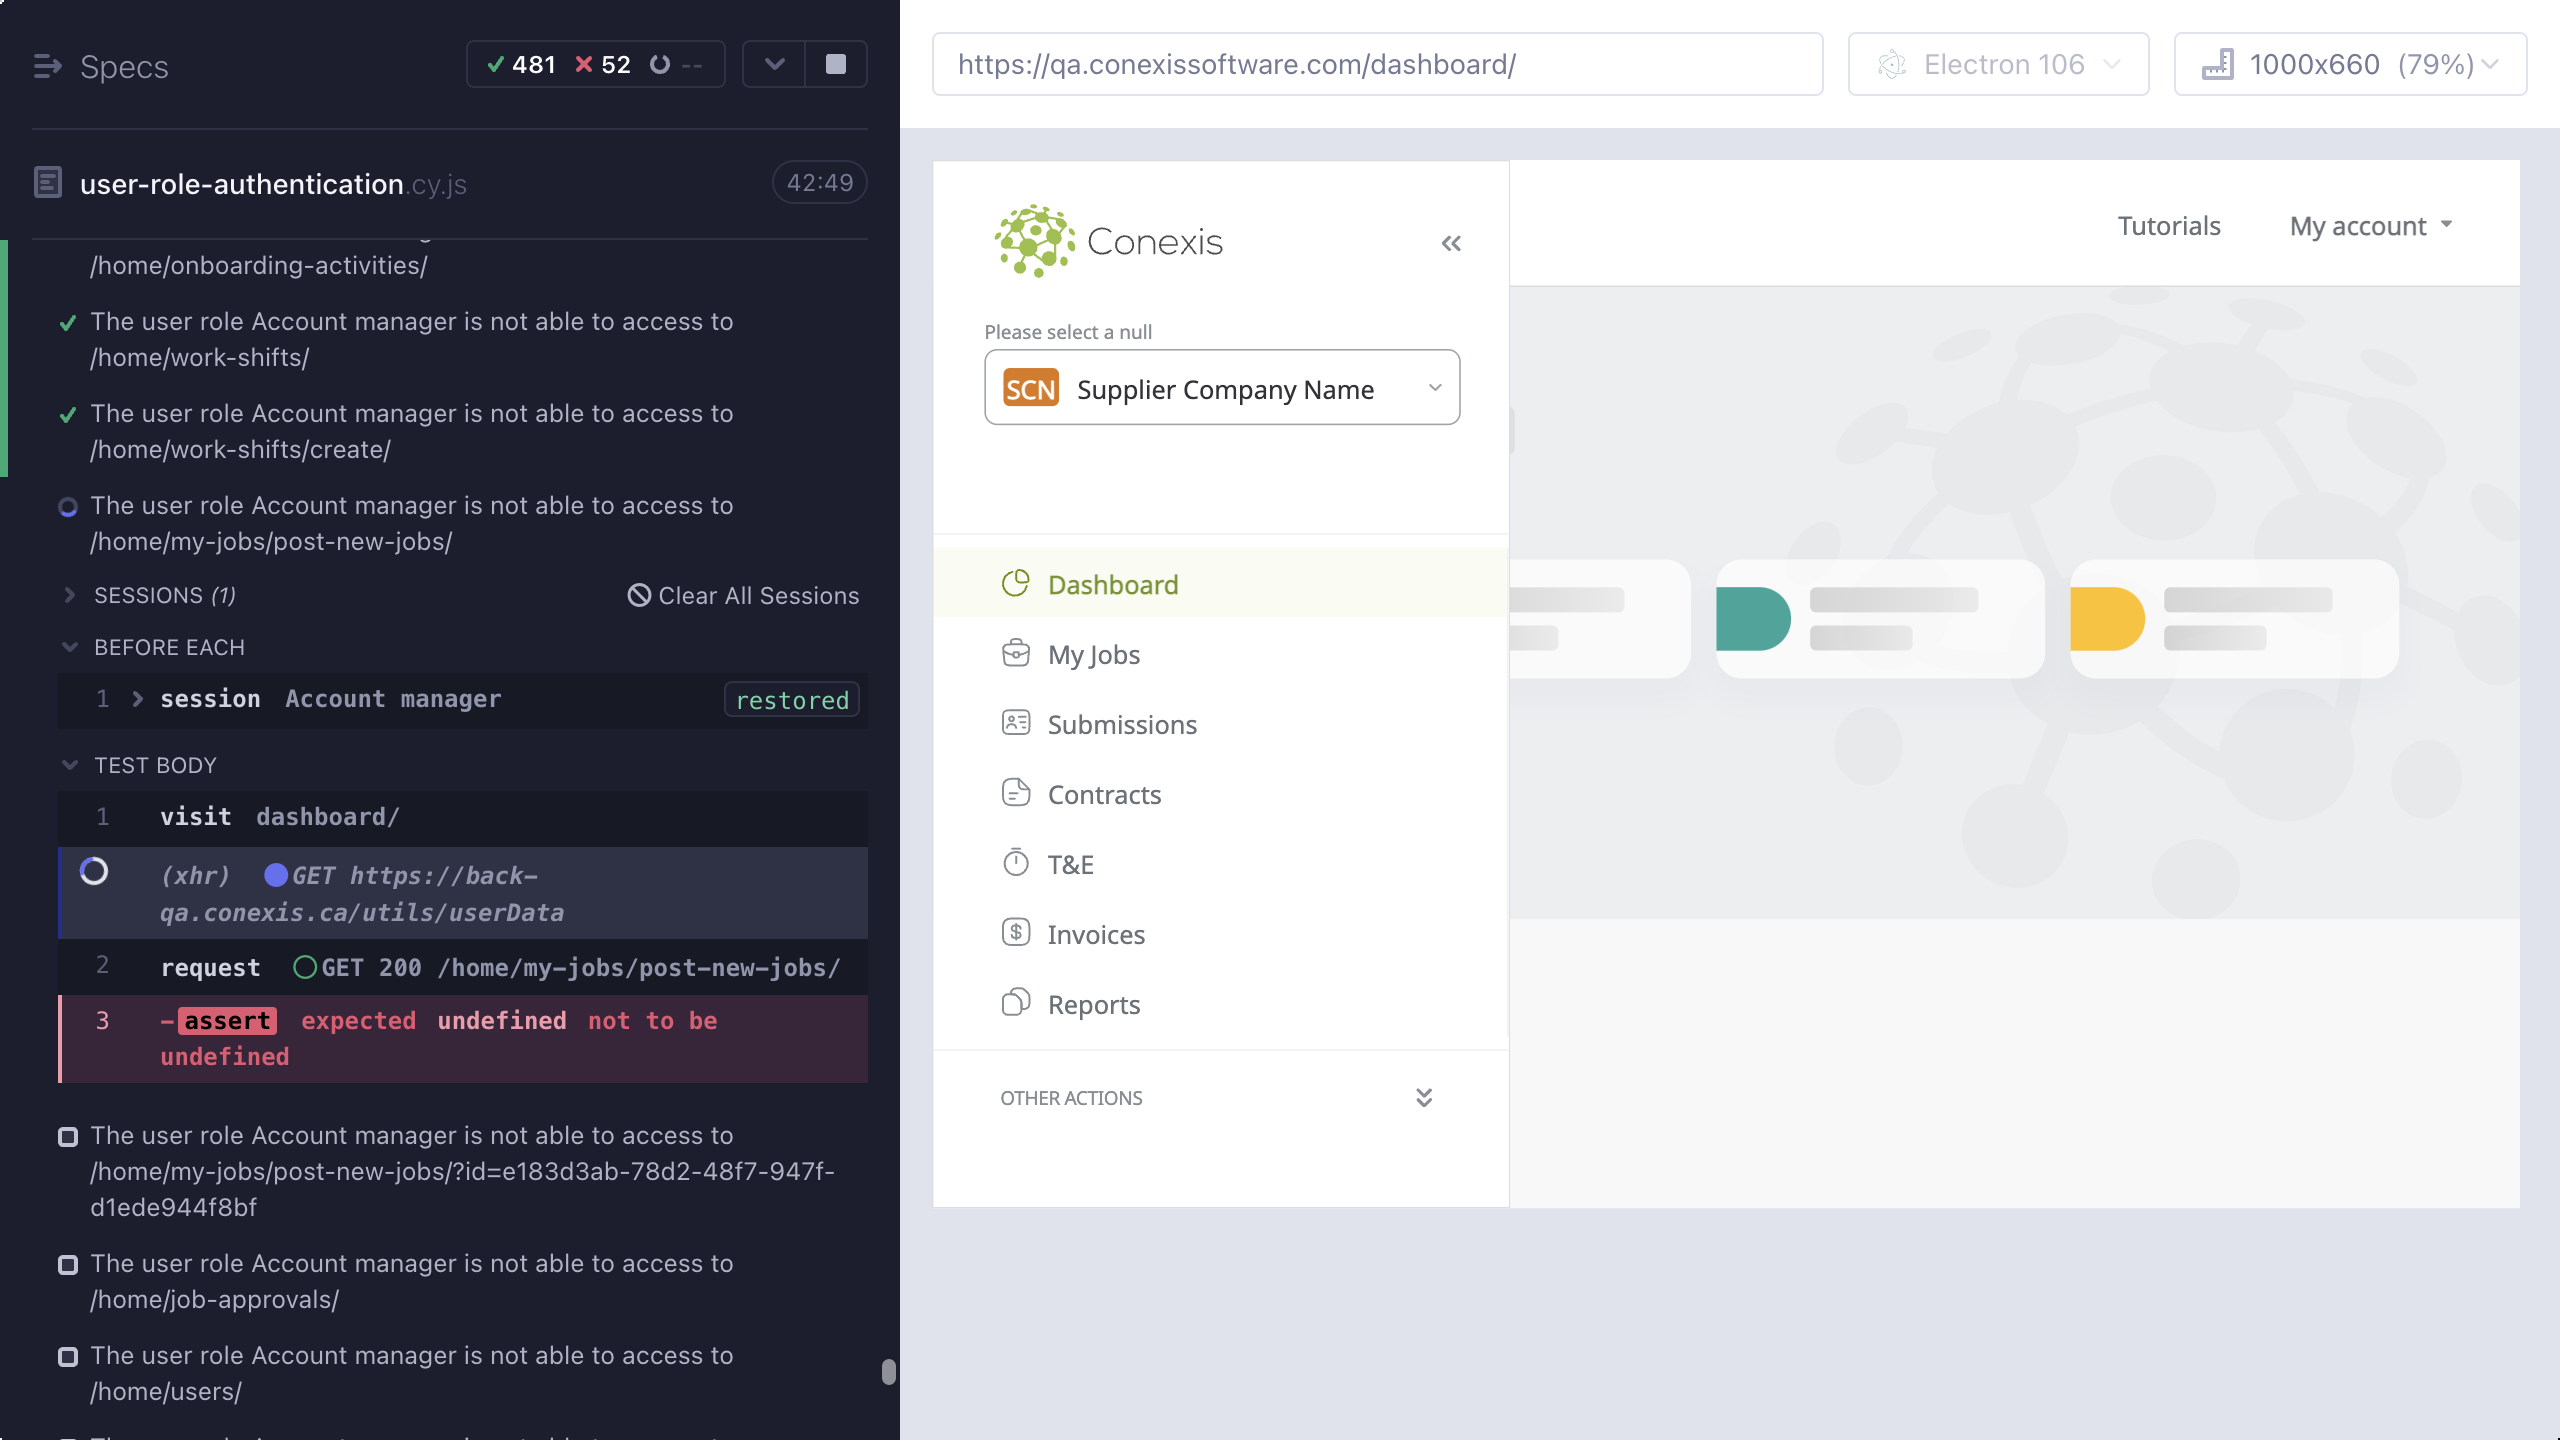 Specs
481 52 --
user-role-authentication.cy.js
42:49
/home/onboarding-activities/
The user role Account manager is not able to access to
/home/work-shifts/
The user role Account manager is not able to access to
/home/work-shifts/create/
The user role Account manager is not able to access to
/home/my-jobs/post-new-jobs/
SESSIONS (1)
Clear All Sessions
BEFORE EACH
1 session Account manager restored
TEST BODY
1 visit dashboard/
(xhr) GET https://back-
qa.conexis.ca/utils/userData
2 request GET 200 /home/my-jobs/post-new-jobs/
3 -assert expected undefined not to be
undefined
The user role Account manager is not able to access to
/home/my-jobs/post-new-jobs/?id=e183d3ab-78d2-48f7-947f-
d1ede944f8bf
The user role Account manager is not able to access to
/home/job-approvals/
The user role Account manager is not able to access to
/home/users/
https://qa.conexissoftware.com/dashboard/
Electron 106
1000x660 (79%)
Conexis
Tutorials
My account
Please select a null
SCN Supplier Company Name
Dashboard
My Jobs
Submissions
Contracts
T&E
Invoices
Reports
OTHER ACTIONS